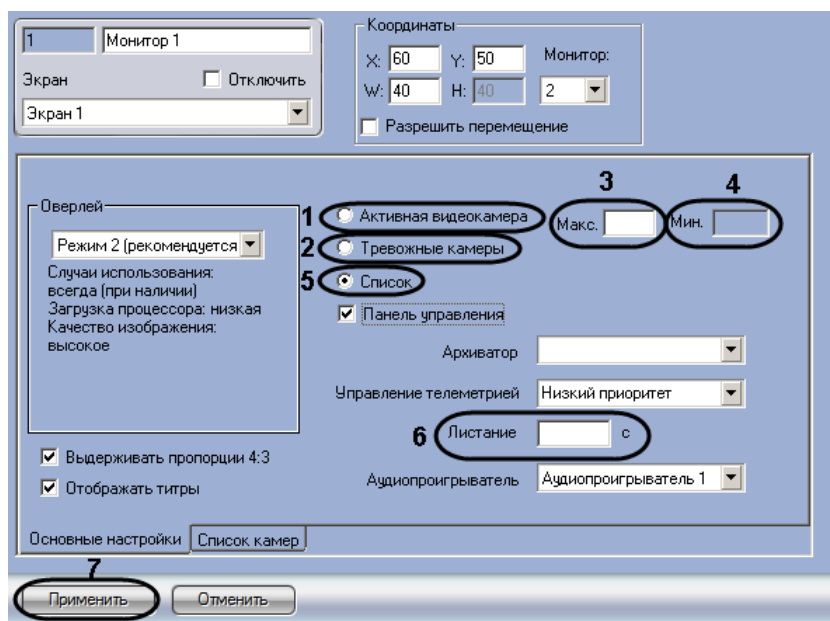 1 Монитор 1
Экран Отключить
Экран 1
Координаты
X: 60 Y: 50 Монитор:
W: 40 H: 40 2
Разрешить перемещение
Оверлей
Режим 2 (рекомендуется
Случаи использования:
всегда (при наличии)
Загрузка процессора: низкая
Качество изображения:
высокое
Выдерживать пропорции 4:3
Отображать титры
3 4
1 Активная видеокамера Макс. Мин.
2 Тревожные камеры
5 Список
Панель управления
Архиватор
Управление телеметрией Низкий приоритет
6 Листание с
Аудиопроигрыватель Аудиопроигрыватель 1
Основные настройки Список камер
7
Применить Отменить